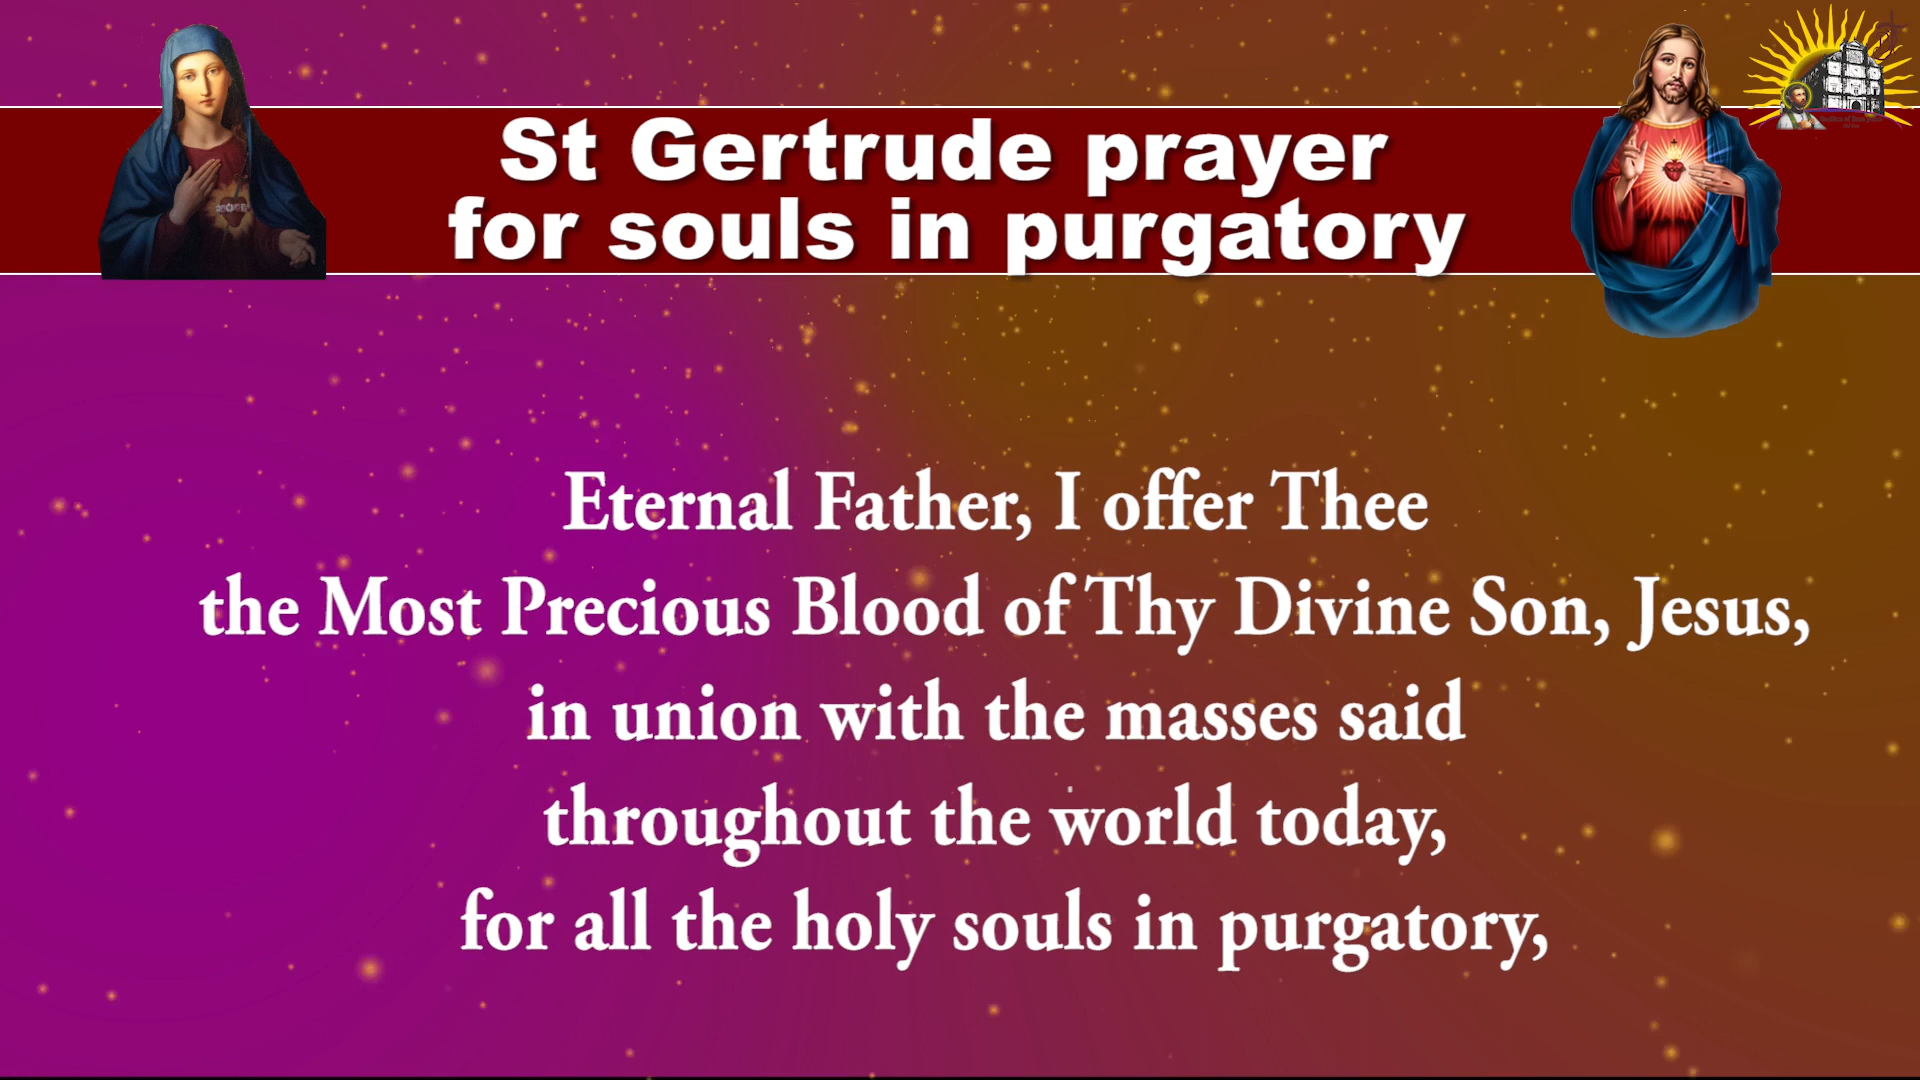 St Gertrude prayer
for souls in purgatory
Eternal Father, I offer Thee
the Most Precious Blood of Thy Divine Son, Jesus,
in union with the masses said
throughout the world today,
for all the holy souls in purgatory,